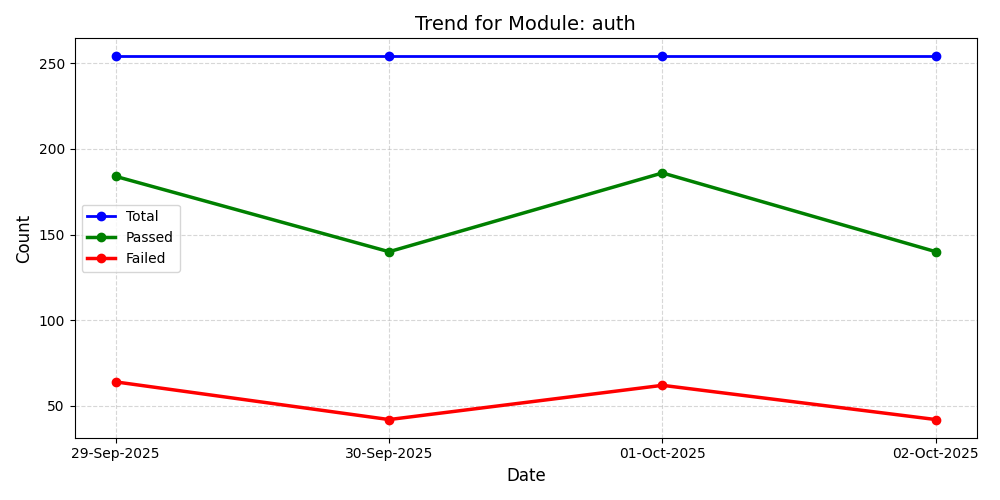 Trend for Module: auth
250
200
150
100
50
Count
Total
Passed
Failed
29-Sep-2025
30-Sep-2025
01-Oct-2025
02-Oct-2025
Date